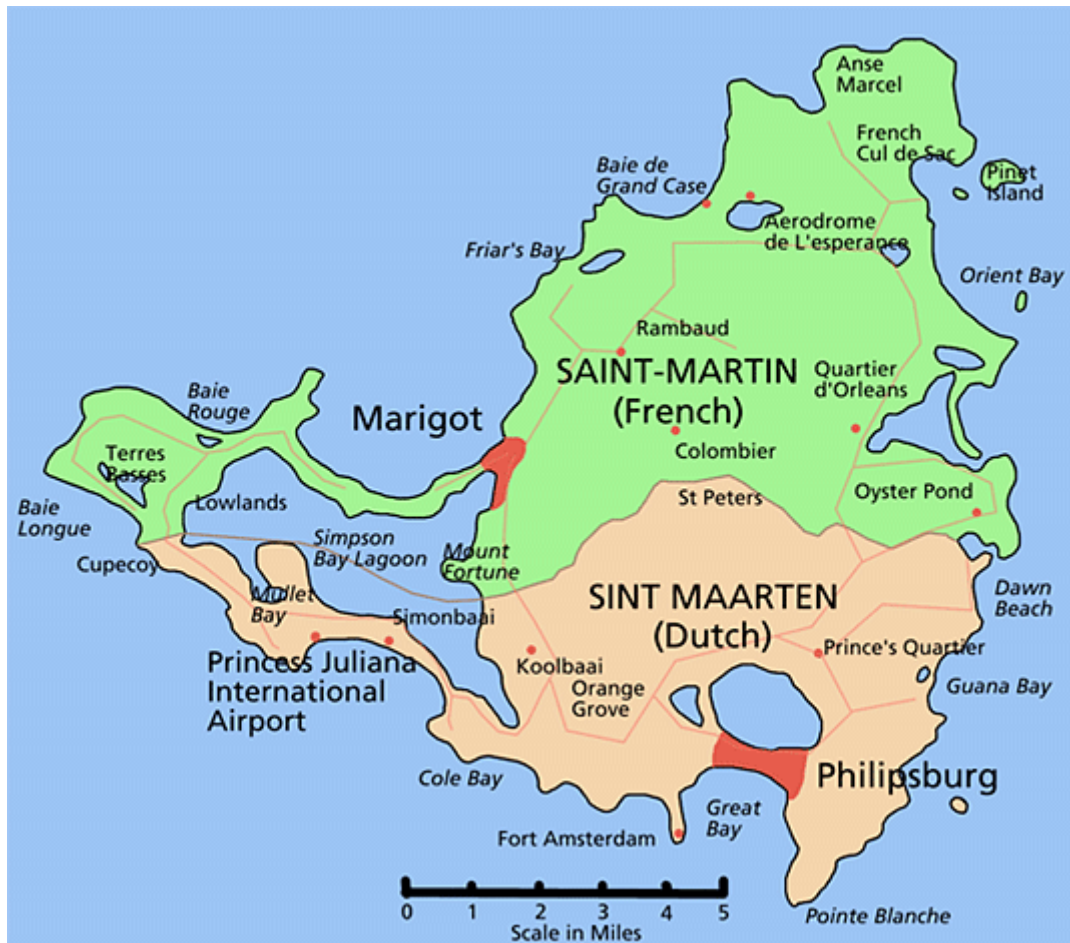 Anse
Marcel
French
Cul de Sac
Pinet
Island
Baie de
Grand Case
Aerodrome
de L'esperance
Friar's Bay
Orient Bay
Rambaud
SAINT-MARTIN
(French)
Quartier
d'Orleans
Baie
Rouge
Marigot
Colombier
Terres
Basses
St Peters
Oyster Pond
Lowlands
Baie
Longue
Simpson
Bay Lagoon
Mount
Fortune
Cupecoy
Mullet
Bay
SINT MAARTEN
(Dutch)
Dawn
Beach
Simonbaai
Prince's Quartier
Princess Juliana
International
Airport
Koolbaai
Orange
Grove
Guana Bay
Cole Bay
Philipsburg
Great
Bay
Fort Amsterdam
0 1 2 3 4 5
Scale in Miles
Pointe Blanche